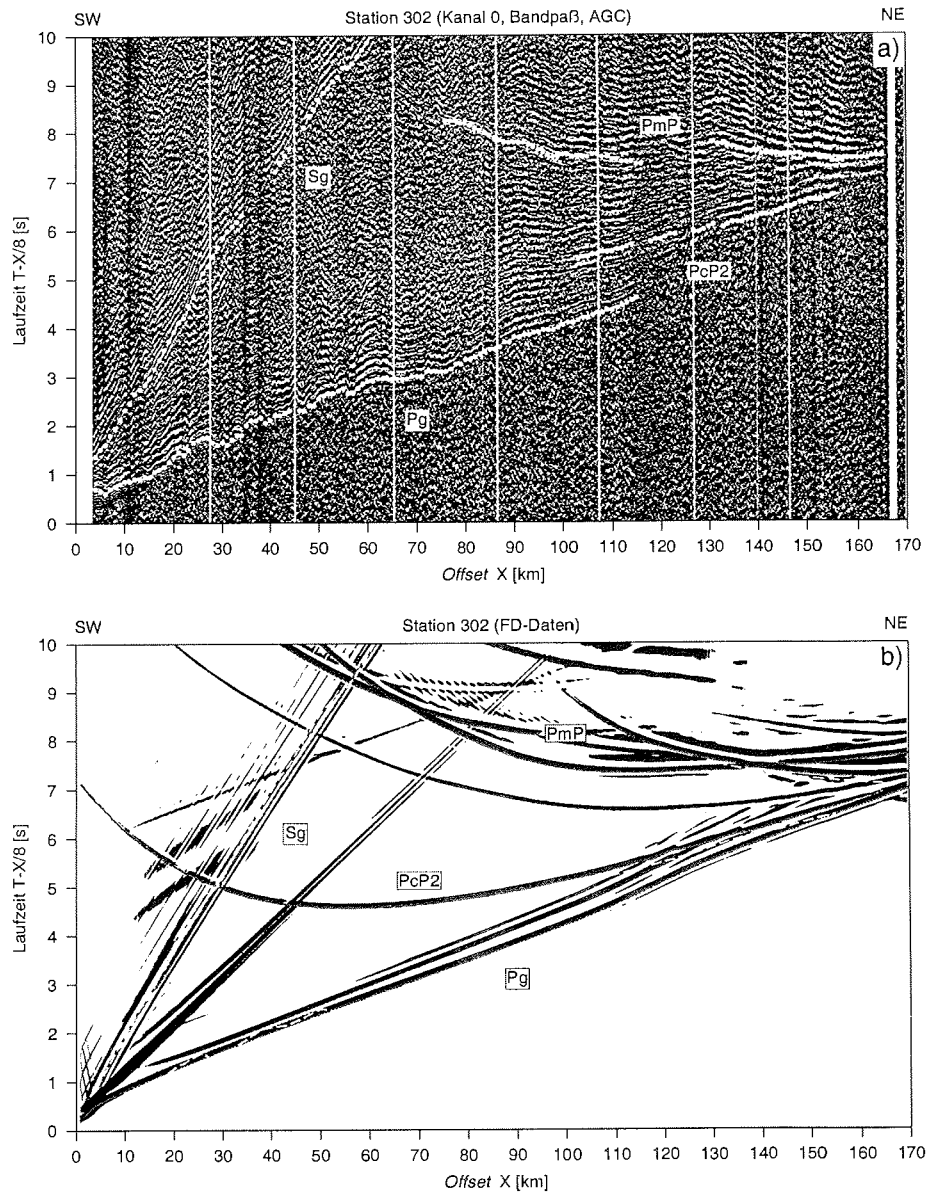 SW Station 302 (Kanal 0, Bandpaß, AGC) NE
a)
10
9
8
7
6
5
4
3
2
1
0
Laufzeit T-X/8 [s]
PmP
Sg
PcP2
Pg
0 10 20 30 40 50 60 70 80 90 100 110 120 130 140 150 160 170
Offset X [km]
SW Station 302 (FD-Daten) NE
b)
10
9
8
7
6
5
4
3
2
1
0
Laufzeit T-X/8 [s]
PmP
Sg
PcP2
Pg
0 10 20 30 40 50 60 70 80 90 100 110 120 130 140 150 160 170
Offset X [km]